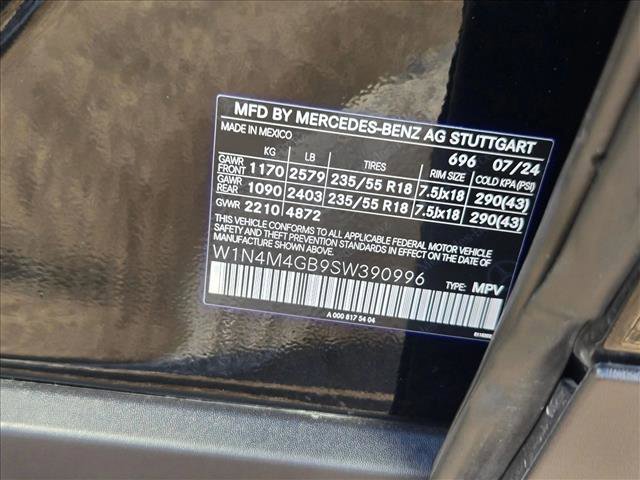 MFD BY MERCEDES-BENZ AG STUTTGART
MADE IN MEXICO 696 07/24
KG LB TIRES RIM SIZE COLD KPA (PSI)
GAWR FRONT 1170 2579 235/55 R18 7.5Jx18 290(43)
GAWR REAR 1090 2403 235/55 R18 7.5Jx18 290(43)
GVWR 2210 4872
THIS VEHICLE CONFORMS TO ALL APPLICABLE FEDERAL MOTOR VEHICLE
SAFETY AND THEFT PREVENTION STANDARDS IN EFFECT ON THE DATE OF
MANUFACTURE SHOWN ABOVE.
W1N4M4GB9SW390996 TYPE: MPV
A 000 817 54 04